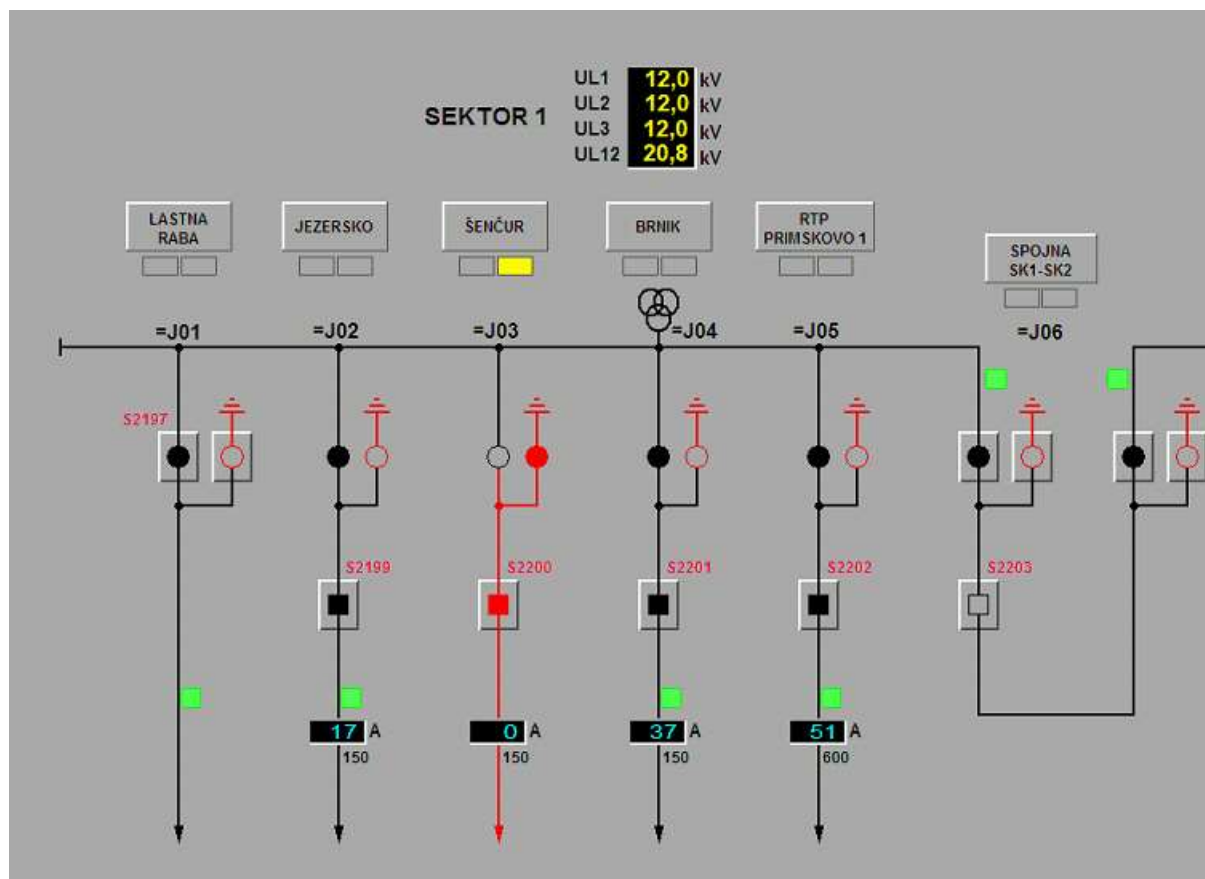 UL1 12,0 kV
UL2 12,0 kV
SEKTOR 1
UL3 12,0 kV
UL12 20,8 kV
LASTNA
RABA
JEZERSKO
ŠENČUR
BRNIK
RTP
PRIMSKOVO 1
SPOJNA
SK1-SK2
=J01
=J02
=J03
=J04
=J05
=J06
S2197
S2199
S2200
S2201
S2202
S2203
17 A
150
0 A
150
37 A
150
51 A
600